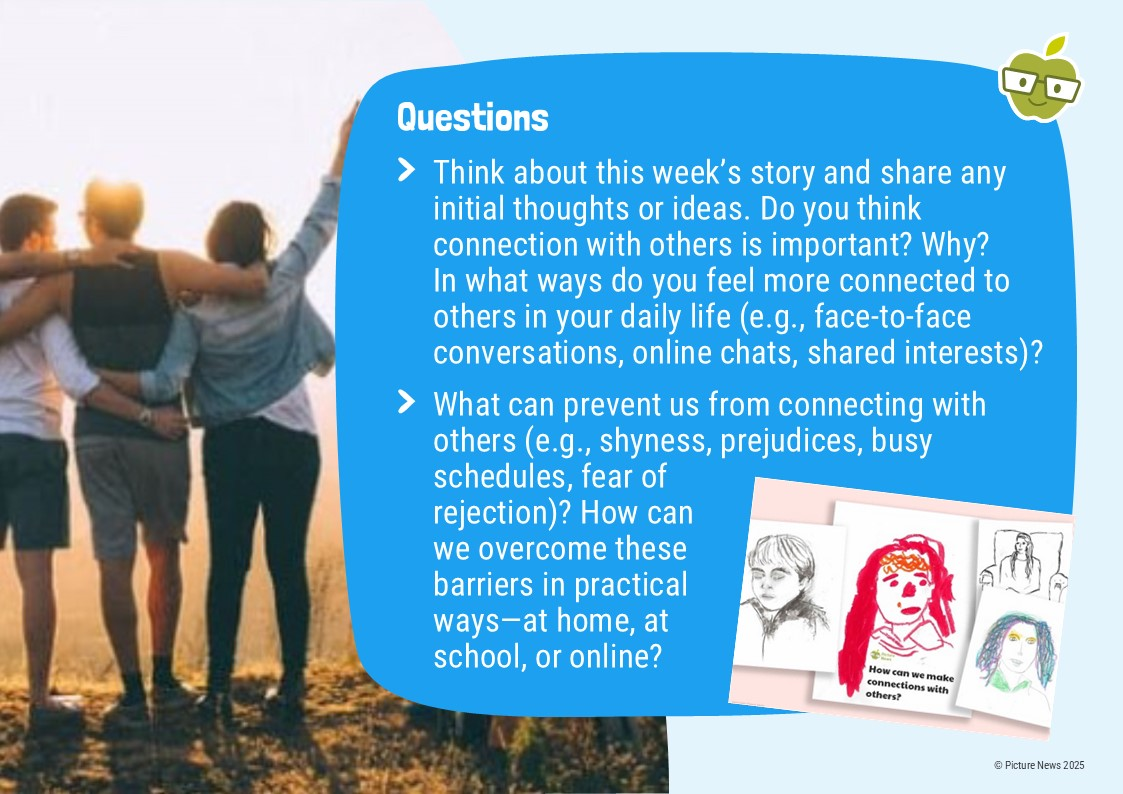 Questions
Think about this week’s story and share any
initial thoughts or ideas. Do you think
connection with others is important? Why?
In what ways do you feel more connected to
others in your daily life (e.g., face-to-face
conversations, online chats, shared interests)?
What can prevent us from connecting with
others (e.g., shyness, prejudices, busy
schedules, fear of
rejection)? How can
we overcome these
barriers in practical
ways—at home, at
school, or online?
How can we make
connections with
others?
© Picture News 2025